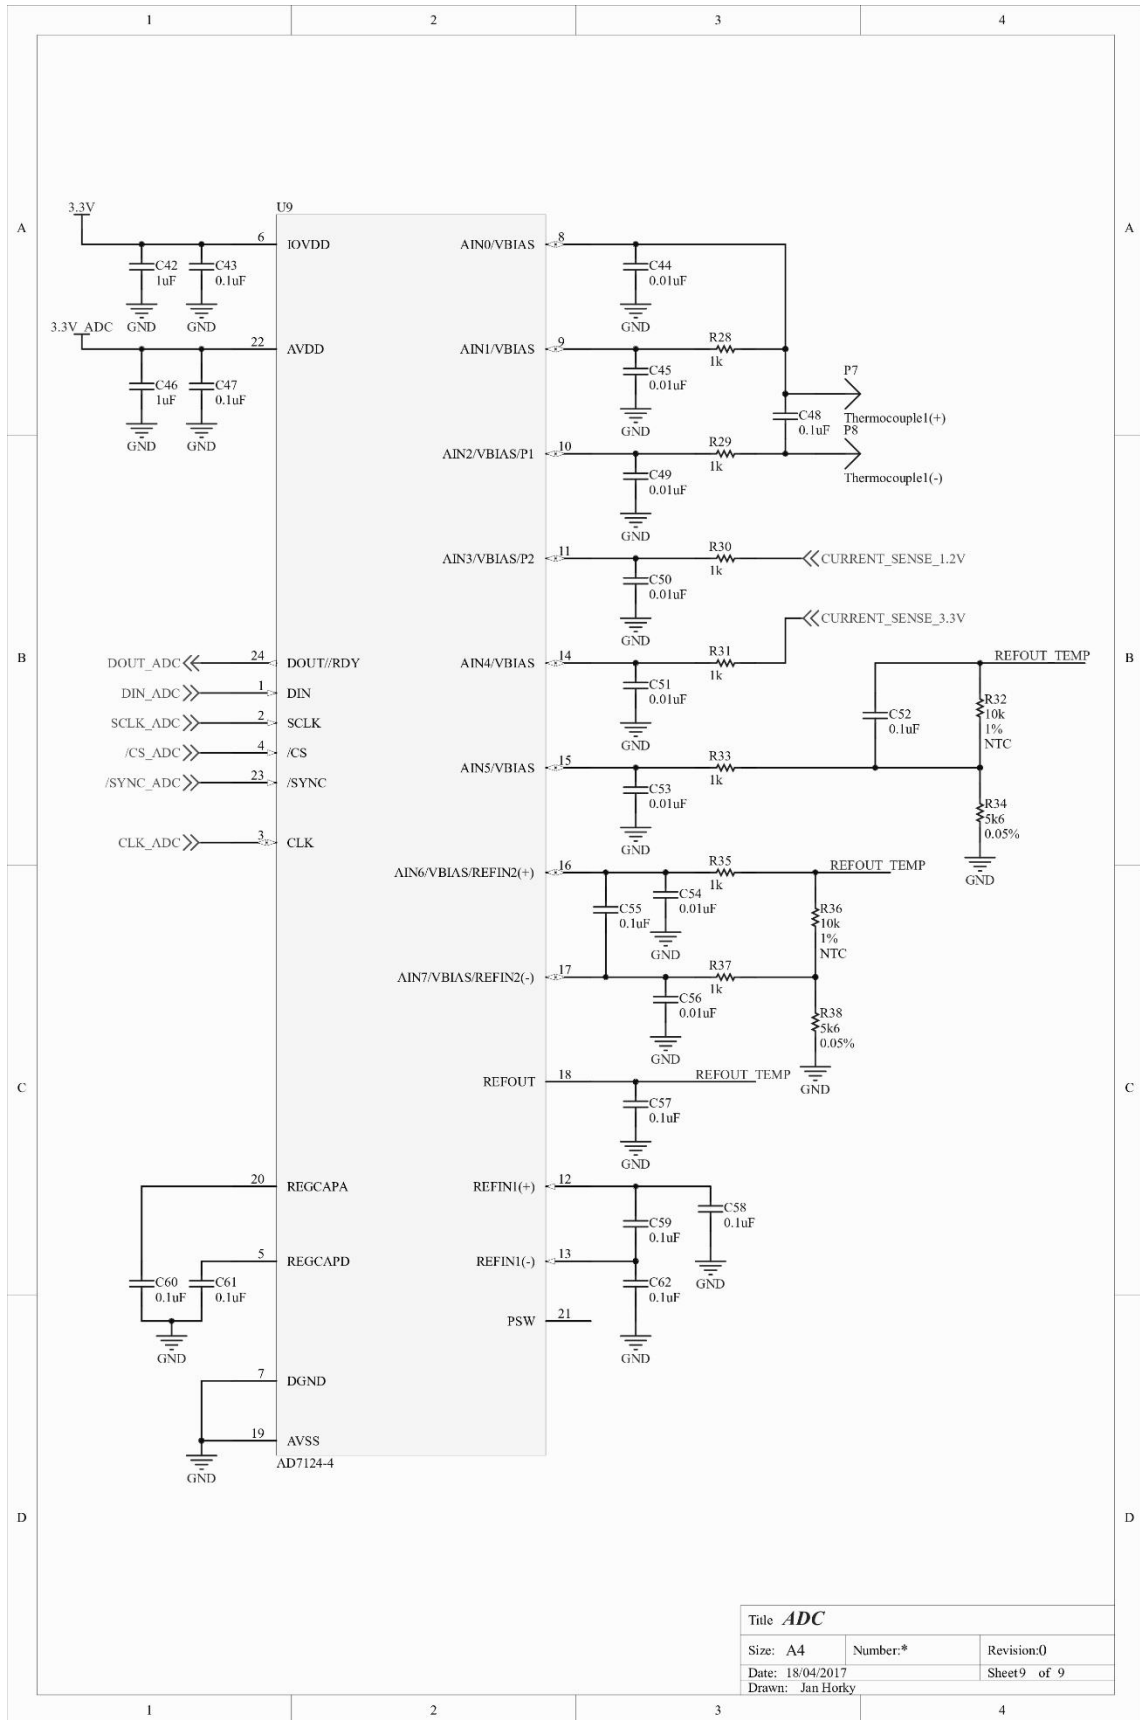 1 2 3 4
A A
3.3V
U9
6 IOVDD
AIN0/VBIAS 8
C42
1uF
C43
0.1uF
C44
0.01uF
GND GND GND
3.3V_ADC
22 AVDD
AIN1/VBIAS 9
R28
1k
C46
1uF
C47
0.1uF
C45
0.01uF
P7
Thermocouple1(+)
C48
0.1uF
GND GND GND
AIN2/VBIAS/P1 10
R29
1k
P8
Thermocouple1(-)
C49
0.01uF
GND
AIN3/VBIAS/P2 11
R30
1k
CURRENT_SENSE_1.2V
C50
0.01uF
GND
CURRENT_SENSE_3.3V
B B
DOUT_ADC 24 DOUT//RDY
AIN4/VBIAS 14
R31
1k
REFOUT_TEMP
DIN_ADC 1 DIN
C51
0.01uF
GND
SCLK_ADC 2 SCLK
C52
0.1uF
R32
10k
1%
NTC
/CS_ADC 4 /CS
/SYNC_ADC 23 /SYNC
AIN5/VBIAS 15
R33
1k
C53
0.01uF
GND
R34
5k6
0.05%
GND
CLK_ADC 3 CLK
AIN6/VBIAS/REFIN2(+) 16
R35
1k
REFOUT_TEMP
C55
0.1uF
C54
0.01uF
GND
R36
10k
1%
NTC
AIN7/VBIAS/REFIN2(-) 17
R37
1k
C56
0.01uF
GND
R38
5k6
0.05%
GND
C C
REFOUT 18
REFOUT_TEMP
C57
0.1uF
GND
20 REGCAPA
REFIN1(+) 12
C59
0.1uF
C58
0.1uF
GND
5 REGCAPD
REFIN1(-) 13
C60
0.1uF
C61
0.1uF
GND
C62
0.1uF
GND
PSW 21
7 DGND
19 AVSS
GND
AD7124-4
D D
Title ADC
Size: A4 Number:* Revision:0
Date: 18/04/2017 Sheet9 of 9
Drawn: Jan Horky
1 2 3 4